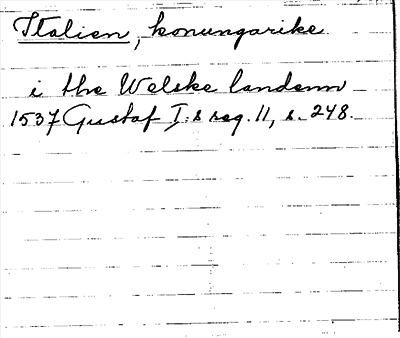 Italien, konungarike
i the Welske landenn
1537 Gustaf I:s reg. 11, s. 248.